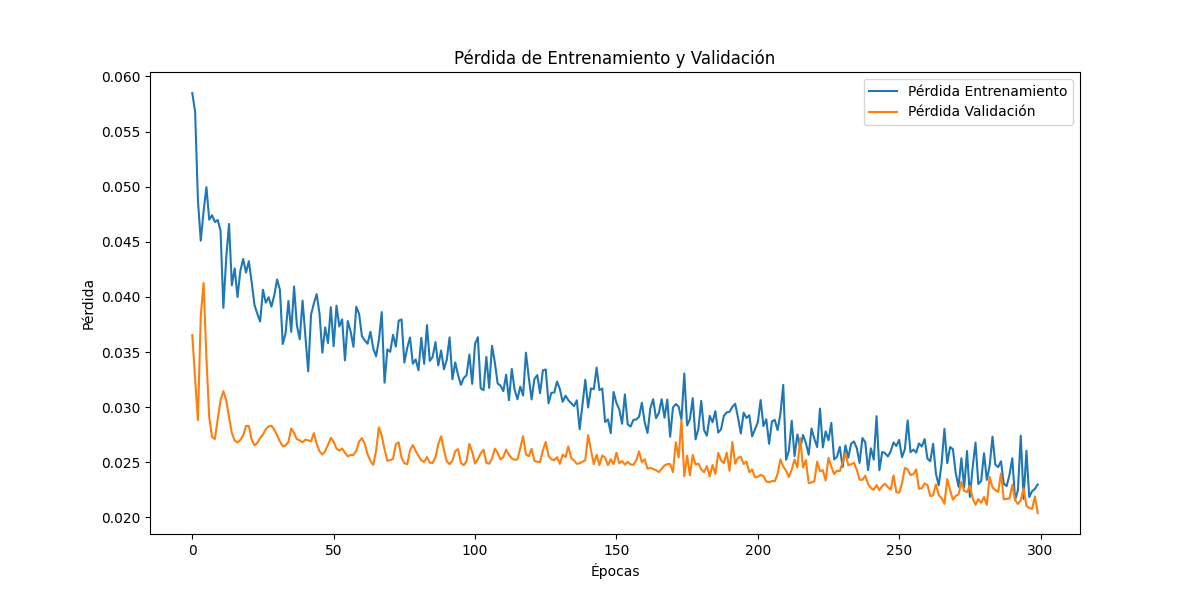 Pérdida de Entrenamiento y Validación
Pérdida Entrenamiento
Pérdida Validación
0.060
0.055
0.050
0.045
0.040
0.035
0.030
0.025
0.020
Pérdida
0 50 100 150 200 250 300
Épocas